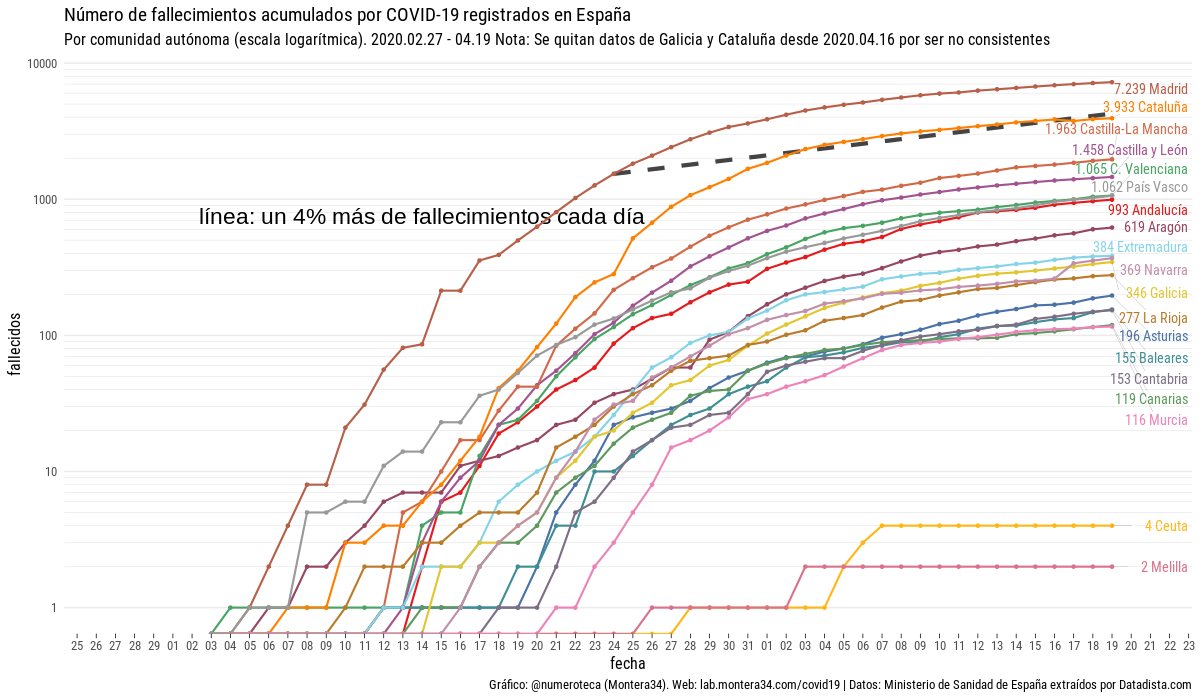 Número de fallecimientos acumulados por COVID-19 registrados en España
Por comunidad autónoma (escala logarítmica). 2020.02.27 - 04.19 Nota: Se quitan datos de Galicia y Cataluña desde 2020.04.16 por ser no consistentes
10000
7.239 Madrid
3.933 Cataluña
1.963 Castilla-La Mancha
1.458 Castilla y León
1.065 C. Valenciana
1.062 País Vasco
1000
993 Andalucía
línea: un 4% más de fallecimientos cada día
619 Aragón
384 Extremadura
369 Navarra
346 Galicia
277 La Rioja
100
196 Asturias
155 Baleares
153 Cantabria
119 Canarias
116 Murcia
fallecidos
10
4 Ceuta
2 Melilla
1
25 26 27 28 29 01 02 03 04 05 06 07 08 09 10 11 12 13 14 15 16 17 18 19 20 21 22 23 24 25 26 27 28 29 30 31 01 02 03 04 05 06 07 08 09 10 11 12 13 14 15 16 17 18 19 20 21 22 23
fecha
Gráfico: @numeroteca (Montera34). Web: lab.montera34.com/covid19 | Datos: Ministerio de Sanidad de España extraídos por Datadista.com